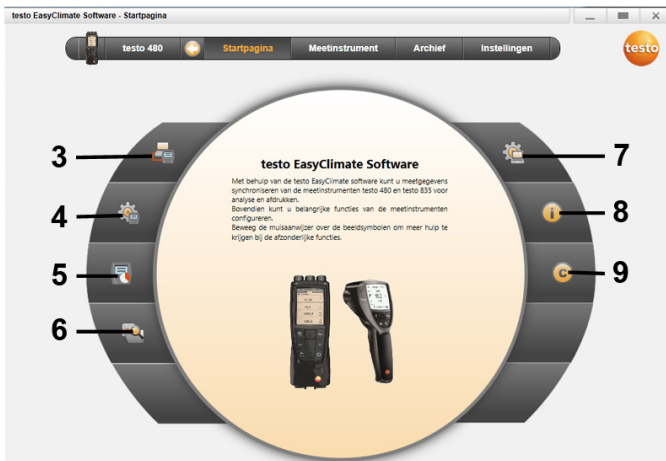 testo EasyClimate Software - Startpagina
testo 480
Startpagina
Meetinstrument
Archief
Instellingen
testo
3
4
5
6
7
8
9
testo EasyClimate Software
Met behulp van de testo EasyClimate software kunt u meetgegevens
synchroniseren van de meetinstrumenten testo 480 en testo 835 voor
analyse en afdrukken.
Bovendien kunt u belangrijke functies van de meetinstrumenten
configureren.
Beweeg de muisaanwijzer over de beeldsymbolen om meer hulp te
krijgen bij de afzonderlijke functies.